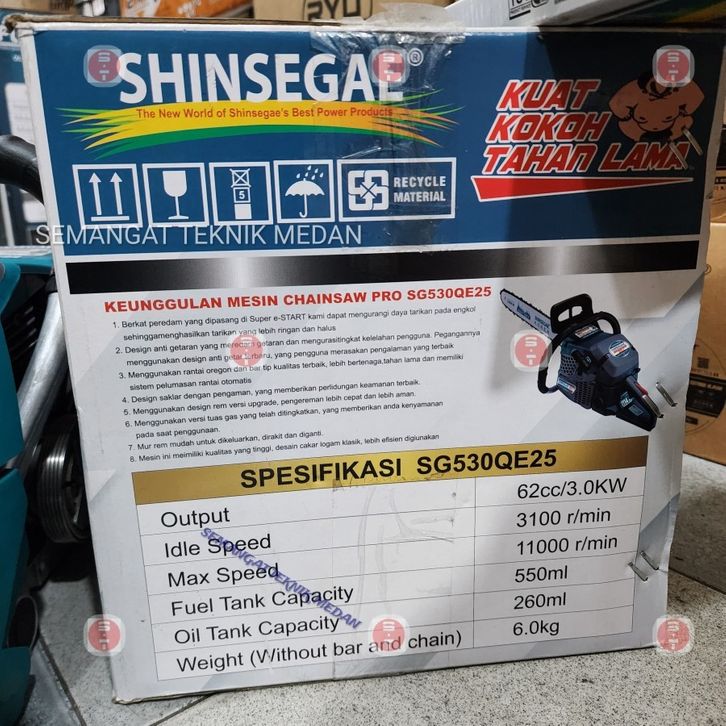 RYU
SHINSEGAE®
The New World of Shinsegae's Best Power Products
KUAT
KOKOH
TAHAN LAMA
5
RECYCLE
MATERIAL
SEMANGAT TEKNIK MEDAN
KEUNGGULAN MESIN CHAINSAW PRO SG530QE25
1. Berkat peredam yang dipasang di Super e-START kami dapat mengurangi daya tarikan pada engkol
sehinggamenghasilkan tarikan yang lebih ringan dan halus
2. Design anti getaran yang meredam getaran dan mengurasitingkat kelelahan pengguna. Pegangannya
menggunakan design anti getar terbaru, yang pengguna merasakan pengalaman yang terbaik
3. Menggunakan rantai oregon dan bar tip kualitas terbaik, lebih bertenaga,tahan lama dan memiliki
sistem pelumasan rantai otomatis
4. Design saklar dengan pengaman, yang memberikan perlidungan keamanan terbaik.
5. Menggunakan design rem versi upgrade, pengereman lebih cepat dan lebih aman.
6. Menggunakan versi tuas gas yang telah ditingkatkan, yang memberikan anda kenyamanan
pada saat penggunaan.
7. Mur rem mudah untuk dikeluarkan, dirakit dan diganti.
8. Mesin ini meimiliki kualitas yang tinggi, desain cakar logam klasik, lebih efisien digunakan
SPESIFIKASI SG530QE25
62cc/3.0KW
Output 3100 r/min
Idle Speed 11000 r/min
Max Speed 550ml
Fuel Tank Capacity 260ml
Oil Tank Capacity 6.0kg
Weight (Without bar and chain)
SEMANGAT TEKNIK MEDAN